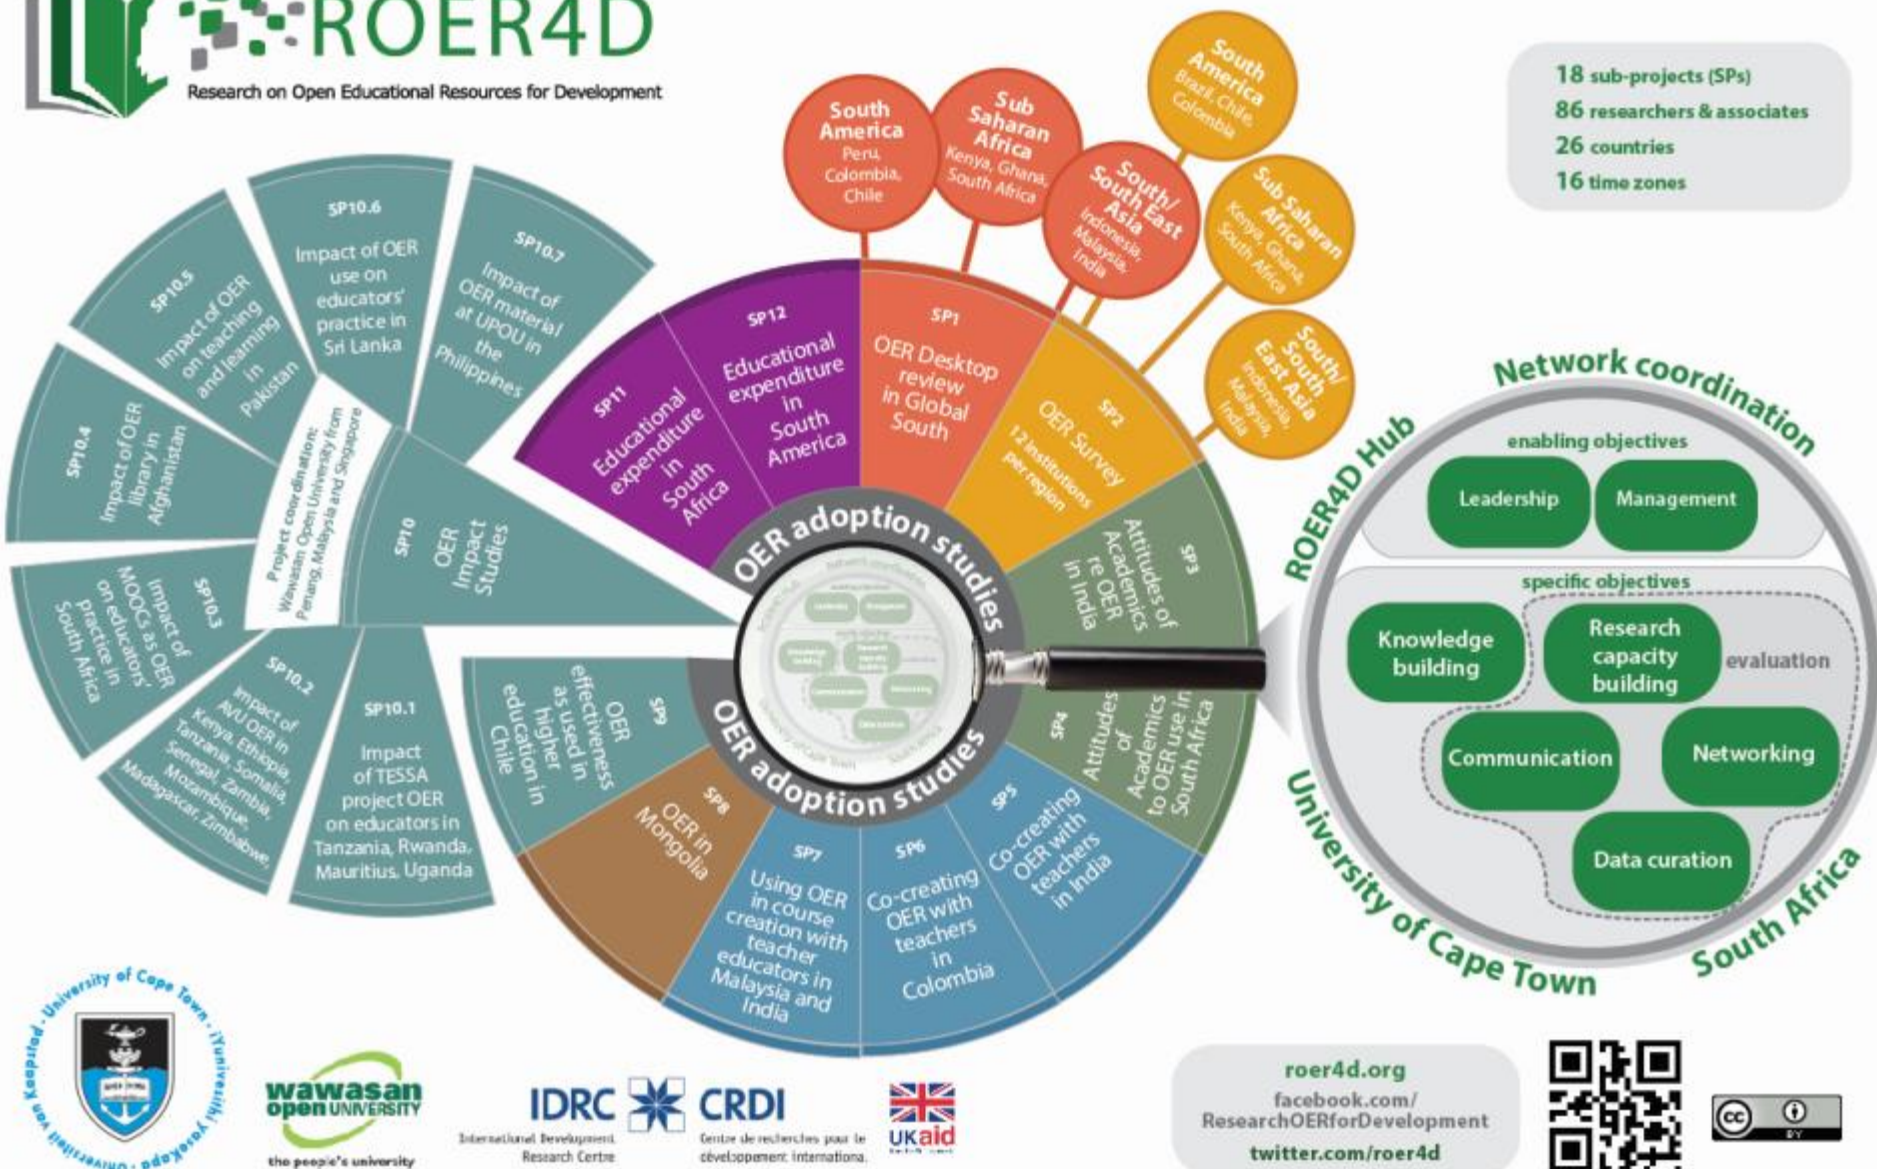 ROER4D
Research on Open Educational Resources for Development
18 sub-projects (SPs)
86 researchers & associates
26 countries
16 time zones
South
America
Peru,
Colombia,
Chile
Sub
Saharan
Africa
Kenya, Ghana,
South Africa
South/
South East
Asia
Indonesia,
Malaysia,
India
South
America
Brazil, Chile,
Colombia
Sub Saharan
Africa
Kenya, Ghana,
South Africa
South/
South
East Asia
Indonesia,
Malaysia,
India
SP1
OER Desktop
review
in Global
South
SP2
OER Survey
12 Institutions
per region
SP3
Attitudes of
Academics
re OER
in India
SP4
Attitudes
of
Academics
to OER use in
South Africa
SP5
Co-creating
OER with
teachers
in India
SP6
Co-creating
OER with
teachers
in
Colombia
SP7
Using OER
in course
creation with
teacher
educators in
Malaysia and
India
SP8
OER in
Mongolia
SP9
OER
effectiveness
as used in
higher
education in
Chile
SP10
OER
Impact
Studies
Project coordination:
Wawasan Open University from
Penang, Malaysia and Singapore
SP10.1
Impact
of TESSA
project OER
on educators in
Tanzania, Rwanda,
Mauritius, Uganda
SP10.2
Impact of
AVU OER in
Kenya, Ethiopia,
Tanzania, Somalia,
Senegal, Zambia,
Mozambique,
Madagascar, Zimbabwe,
SP10.3
Impact of
MOOCs as OER
on educators'
practice in
South Africa
SP10.4
Impact of OER
library in
Afghanistan
SP10.5
Impact of OER
on teaching
and learning
in
Pakistan
SP10.6
Impact of OER
use on
educators'
practice in
Sri Lanka
SP10.7
Impact of
OER material
at UPOU in
the
Philippines
SP11
Educational
expenditure
in
South
Africa
SP12
Educational
expenditure
in
South
America
OER adoption studies
OER adoption studies
Network coordination
ROER4D Hub
University of Cape Town
South Africa
enabling objectives
Leadership
Management
specific objectives
Knowledge
building
Research
capacity
building
evaluation
Communication
Networking
Data curation
University of Cape Town · iYunivesithi yaseKapa · Universiteit van Kaapstad ·
wawasan
open UNIVERSITY
the people's university
IDRC CRDI
International Development
Research Centre
Centre de recherches pour le
développement internationa
UKaid
roer4d.org
facebook.com/
ResearchOERforDevelopment
twitter.com/roer4d
cc
BY